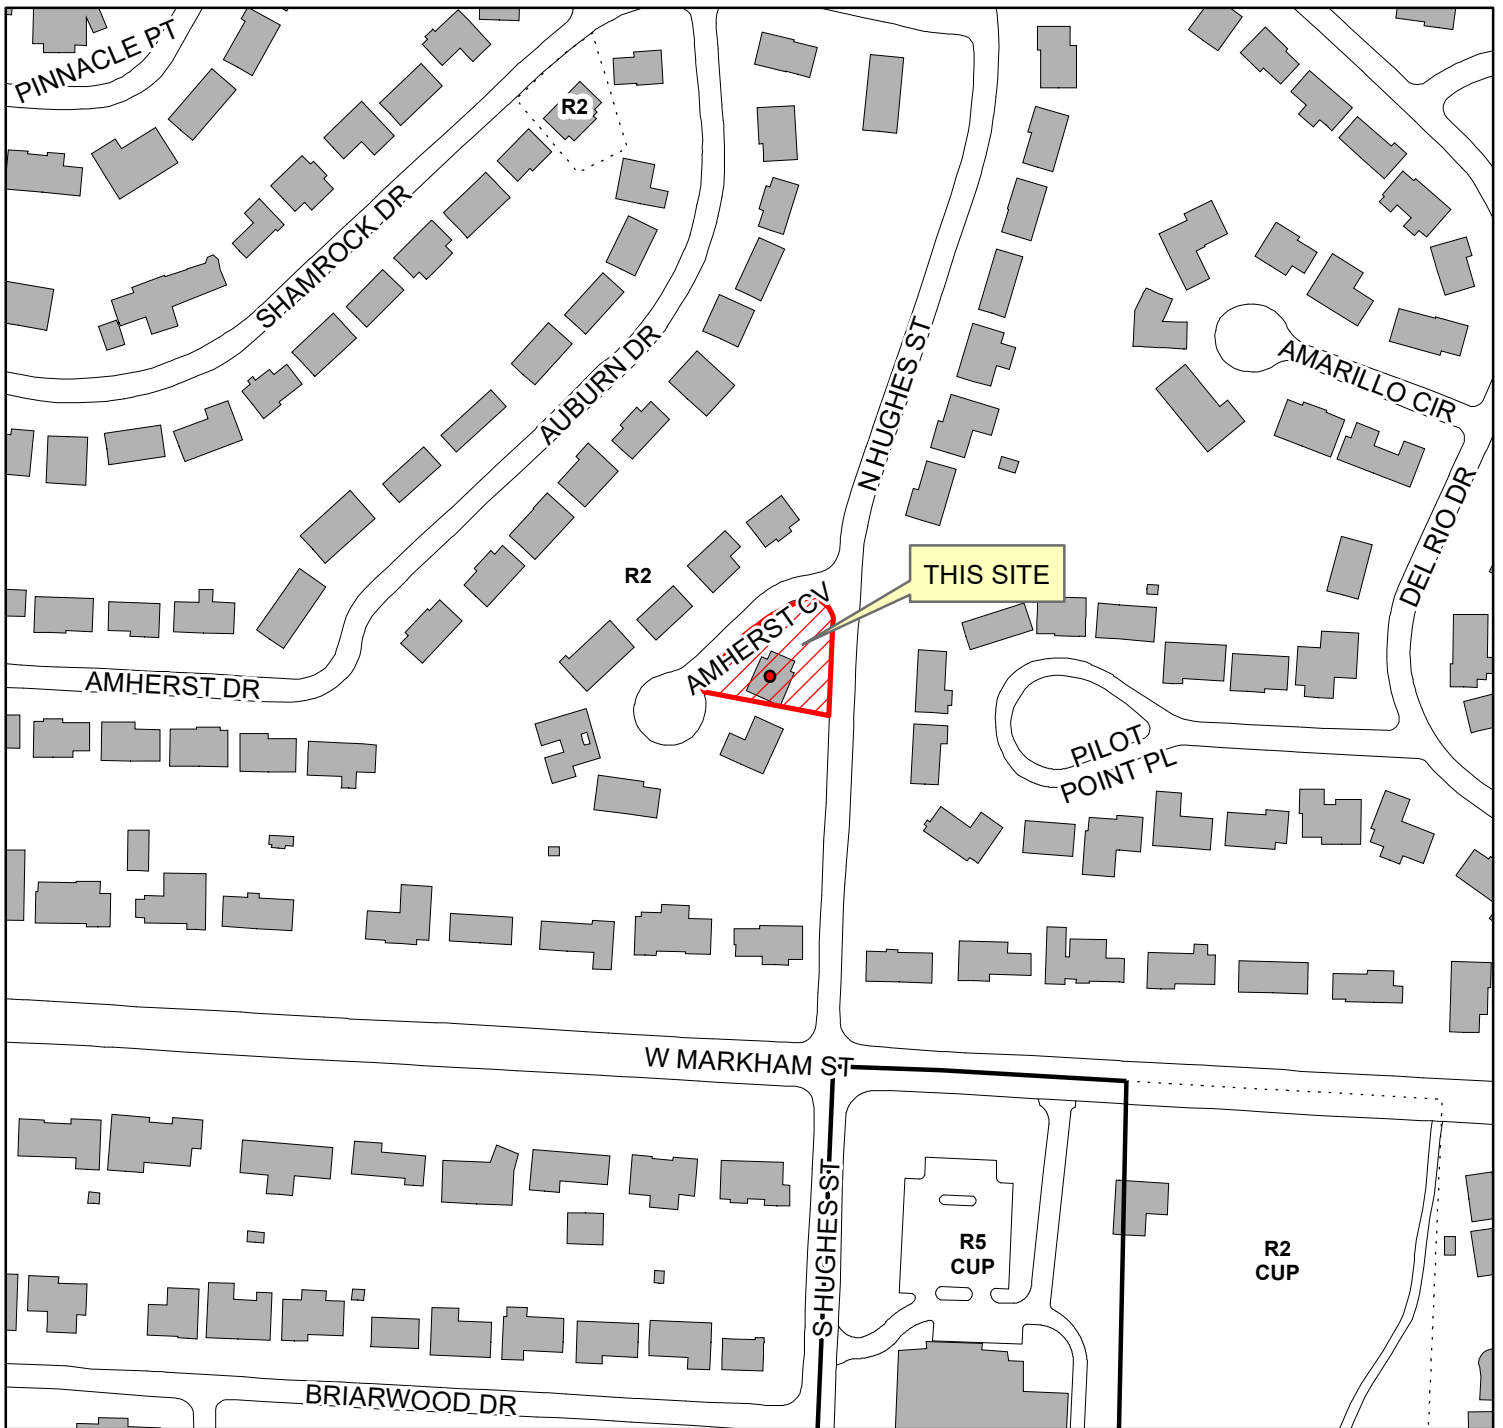 PINNACLE PT
R2
SHAMROCK DR
AUBURN DR
N HUGHES ST
AMARILLO CIR
DEL RIO DR
R2
THIS SITE
AMHERST CV
AMHERST DR
PILOT
POINT PL
W MARKHAM ST
S HUGHES ST
R5
CUP
R2
CUP
BRIARWOOD DR